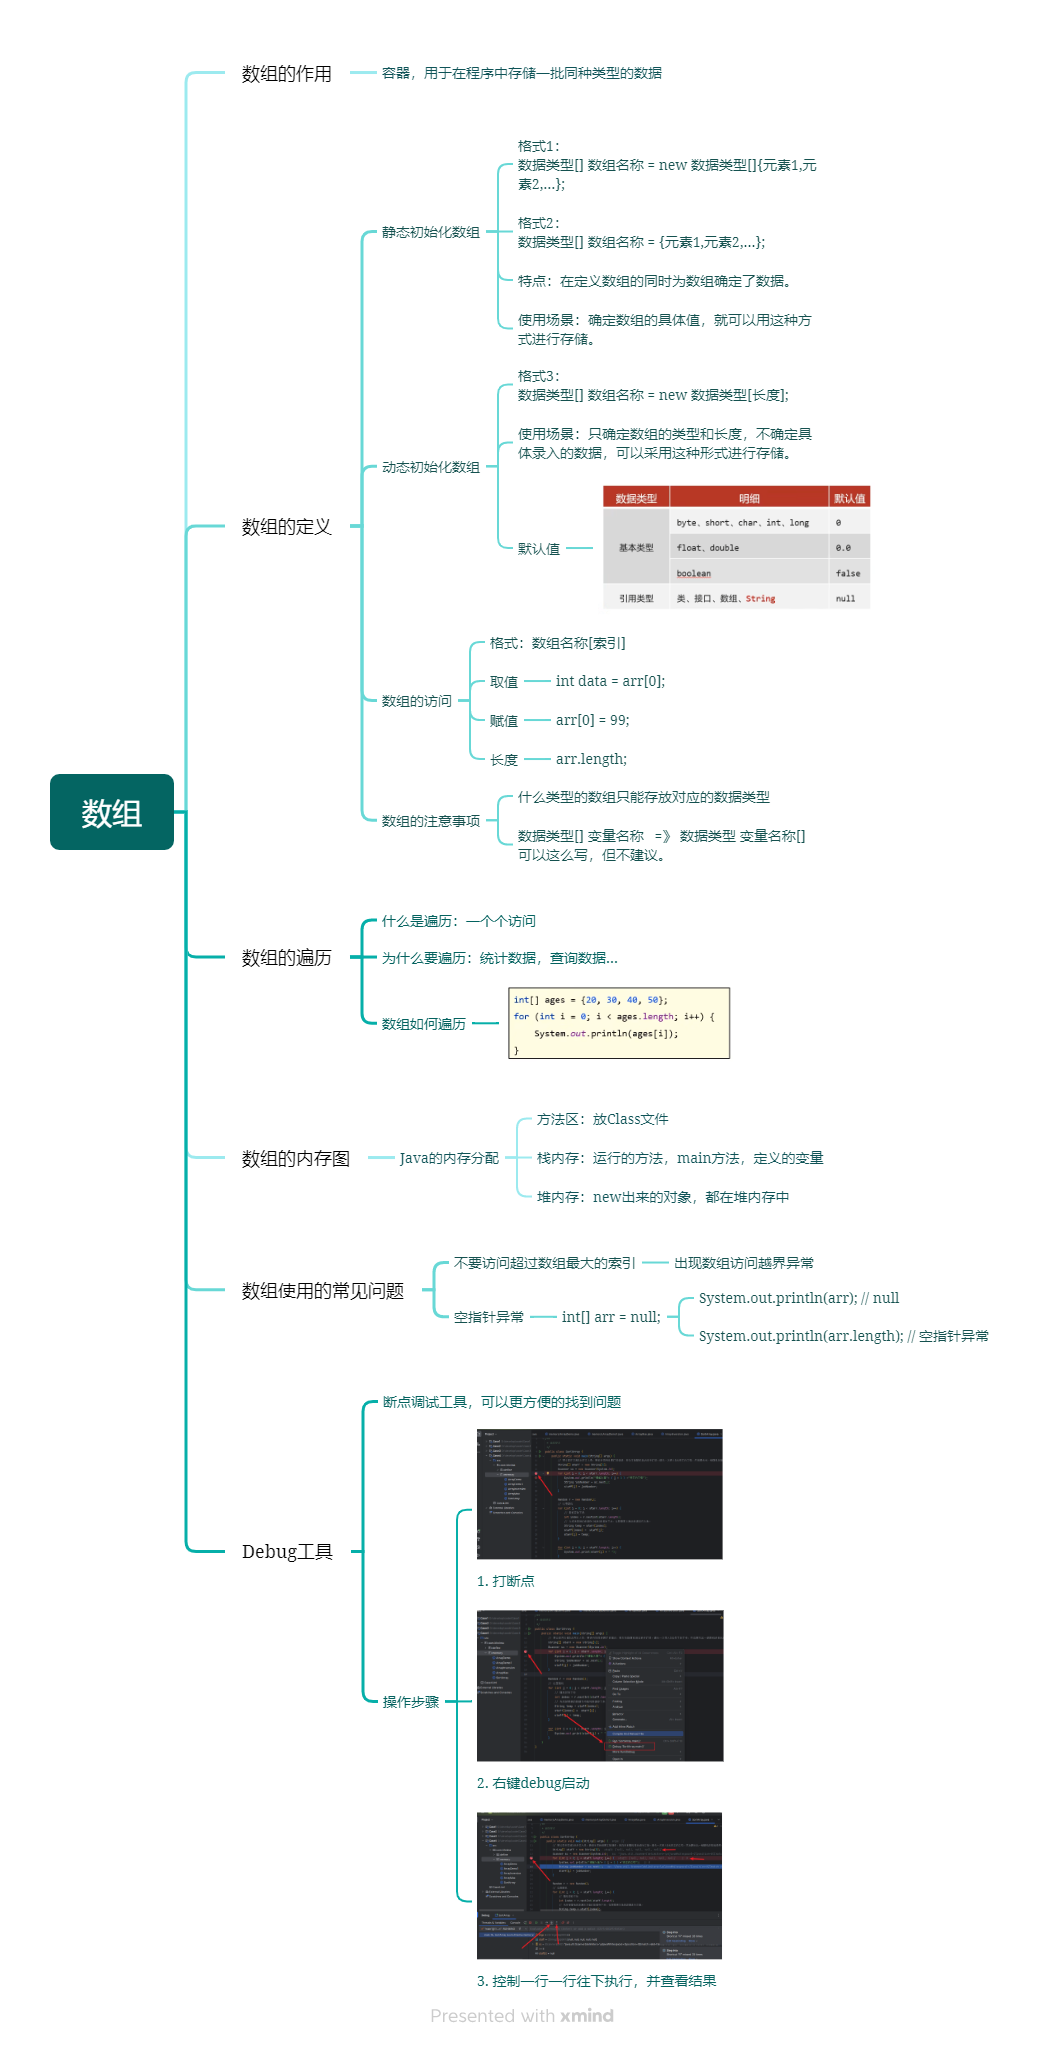 数组
数组的作用
容器，用于在程序中存储一批同种类型的数据
数组的定义
静态初始化数组
格式1：
数据类型[] 数组名称 = new 数据类型[]{元素1,元
素2,...};
格式2：
数据类型[] 数组名称 = {元素1,元素2,...};
特点：在定义数组的同时为数组确定了数据。
使用场景：确定数组的具体值，就可以用这种方
式进行存储。
动态初始化数组
格式3：
数据类型[] 数组名称 = new 数据类型[长度];
使用场景：只确定数组的类型和长度，不确定具
体录入的数据，可以采用这种形式进行存储。
默认值
数据类型 明细 默认值
基本类型
byte、short、char、int、long 0
float、double 0.0
boolean false
引用类型 类、接口、数组、String null
数组的访问
格式：数组名称[索引]
取值
int data = arr[0];
赋值
arr[0] = 99;
长度
arr.length;
数组的注意事项
什么类型的数组只能存放对应的数据类型
数据类型[] 变量名称 =》 数据类型 变量名称[]
可以这么写，但不建议。
数组的遍历
什么是遍历：一个个访问
为什么要遍历：统计数据，查询数据...
数组如何遍历
int[] ages = {20, 30, 40, 50};
for (int i = 0; i < ages.length; i++) {
System.out.println(ages[i]);
}
数组的内存图
Java的内存分配
方法区：放Class文件
栈内存：运行的方法，main方法，定义的变量
堆内存：new出来的对象，都在堆内存中
数组使用的常见问题
不要访问超过数组最大的索引
出现数组访问越界异常
空指针异常
int[] arr = null;
System.out.println(arr); // null
System.out.println(arr.length); // 空指针异常
Debug工具
断点调试工具，可以更方便的找到问题
操作步骤
1. 打断点
2. 右键debug启动
3. 控制一行一行往下执行，并查看结果
Presented with xmind